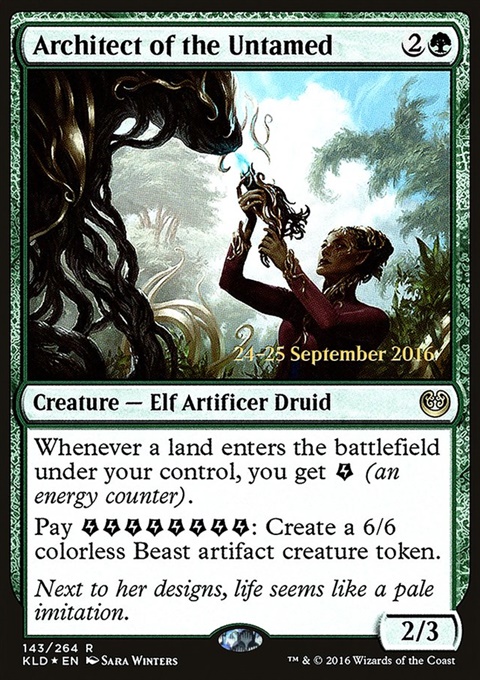 Architect of the Untamed 2
24-25 September 2016
Creature — Elf Artificer Druid
Whenever a land enters the battlefield
under your control, you get (an
energy counter).
Pay : Create a 6/6
colorless Beast artifact creature token.
Next to her designs, life seems like a pale
imitation.
2/3
143/264 R
KLD ★ EN Sara Winters
™ & © 2016 Wizards of the Coast